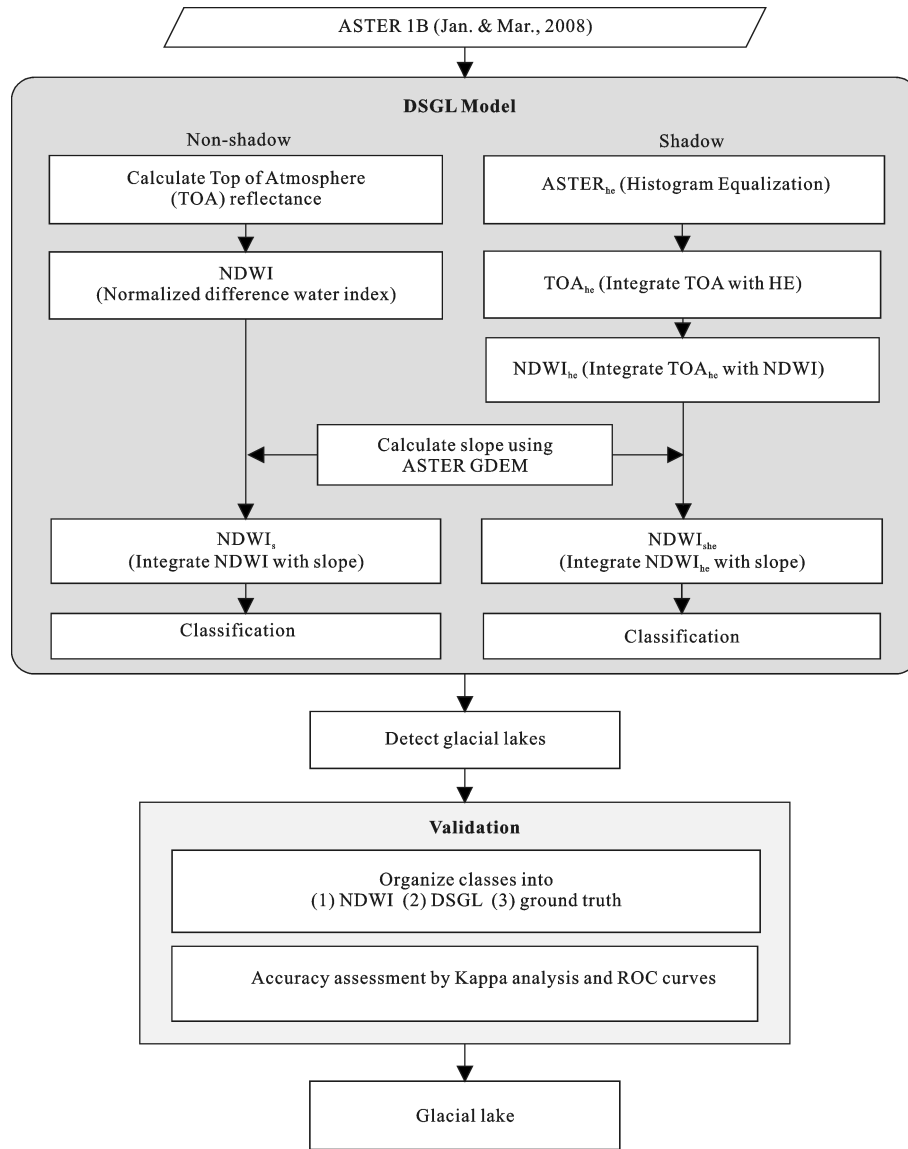 ASTER 1B (Jan. & Mar., 2008)
DSGL Model
Non-shadow
Calculate Top of Atmosphere
(TOA) reflectance
NDWI
(Normalized difference water index)
Shadow
ASTERhe (Histogram Equalization)
TOAhe (Integrate TOA with HE)
NDWIhe (Integrate TOAhe with NDWI)
Calculate slope using
ASTER GDEM
NDWIs
(Integrate NDWI with slope)
Classification
NDWIshe
(Integrate NDWIhe with slope)
Classification
Detect glacial lakes
Validation
Organize classes into
(1) NDWI (2) DSGL (3) ground truth
Accuracy assessment by Kappa analysis and ROC curves
Glacial lake